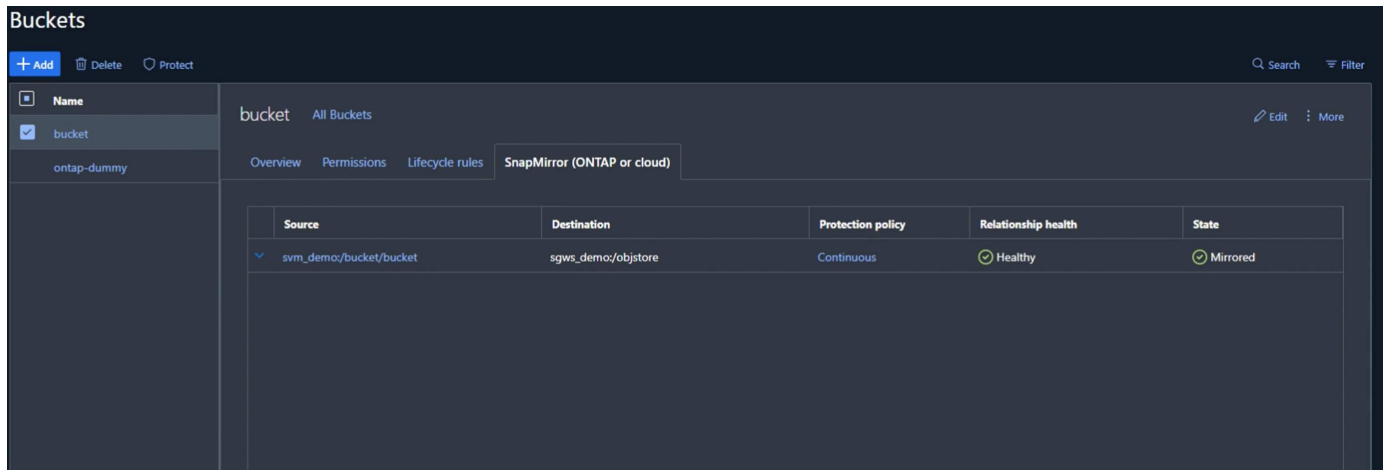 Buckets
Add Delete Protect Search Filter
Name
bucket
ontap-dummy
bucket All Buckets Edit More
Overview Permissions Lifecycle rules SnapMirror (ONTAP or cloud)
Source Destination Protection policy Relationship health State
svm_demo:/bucket/bucket sgws_demo:/objstore Continuous Healthy Mirrored